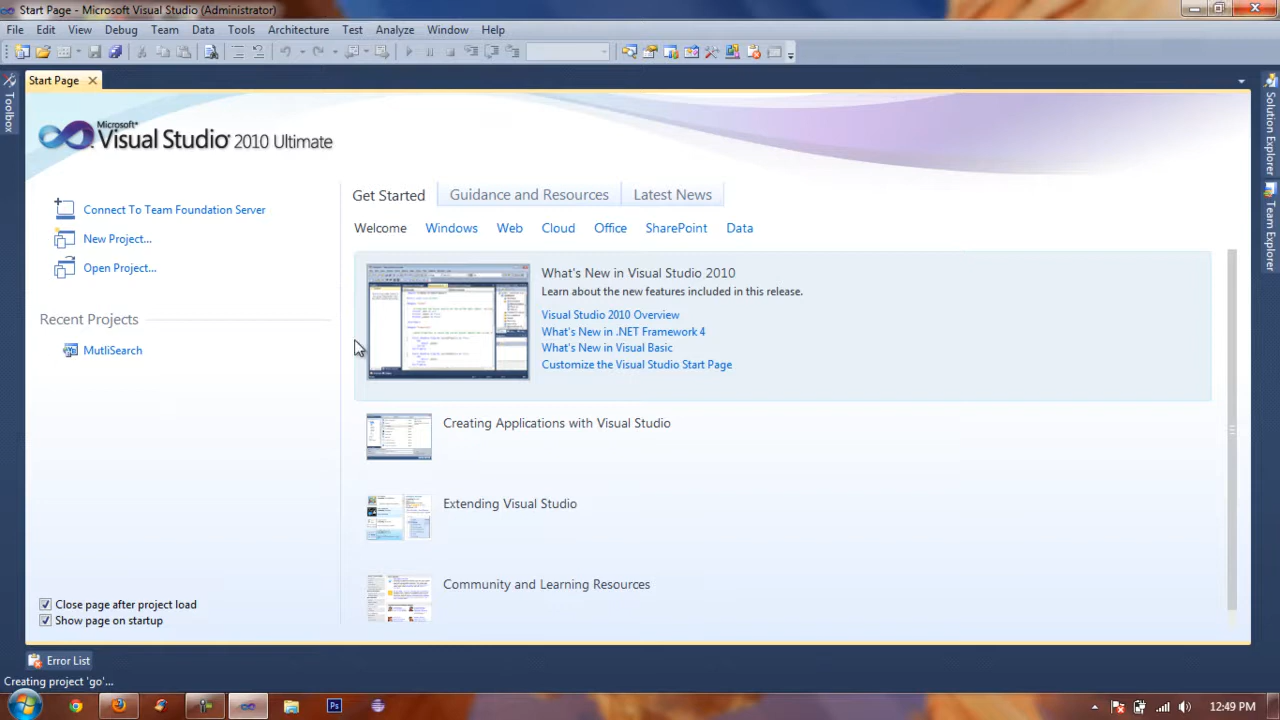 Start Page - Microsoft Visual Studio (Administrator)
File Edit View Debug Team Data Tools Architecture Test Analyze Window Help
Start Page
Toolbox
Solution Explorer
Team Explorer
Microsoft
Visual Studio 2010 Ultimate
Connect To Team Foundation Server
New Project...
Open Project...
Recent Projects
MutliSearch
Get Started Guidance and Resources Latest News
Welcome Windows Web Cloud Office SharePoint Data
What's New in Visual Studio 2010
Learn about the new features included in this release.
Visual Studio 2010 Overview
What's New in .NET Framework 4
What's New in Visual Basic
Customize the Visual Studio Start Page
Creating Applications with Visual Studio
Extending Visual Studio
Community and Learning Resources
Close page after project load
Show page on startup
Error List
Creating project 'go'...
Ps
12:49 PM